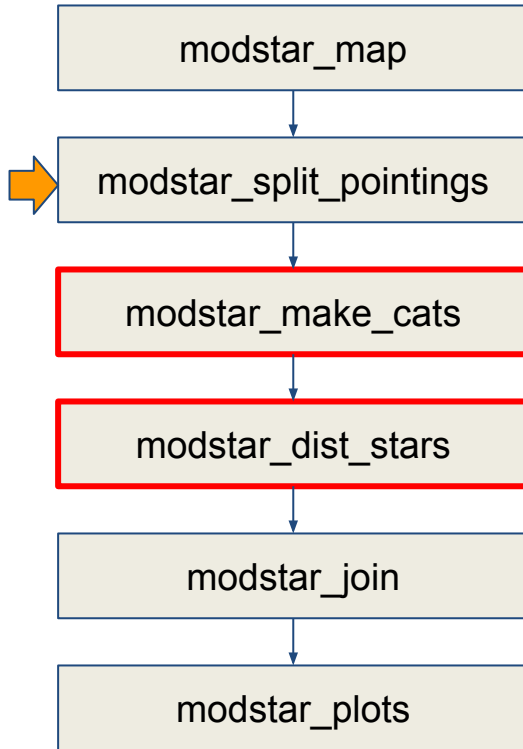 modstar_map
modstar_split_pointings
modstar_make_cats
modstar_dist_stars
modstar_join
modstar_plots